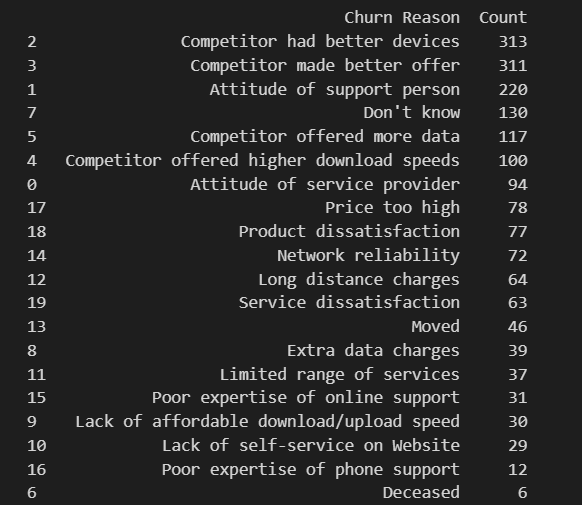 Churn Reason Count
2 Competitor had better devices 313
3 Competitor made better offer 311
1 Attitude of support person 220
7 Don't know 130
5 Competitor offered more data 117
4 Competitor offered higher download speeds 100
0 Attitude of service provider 94
17 Price too high 78
18 Product dissatisfaction 77
14 Network reliability 72
12 Long distance charges 64
19 Service dissatisfaction 63
13 Moved 46
8 Extra data charges 39
11 Limited range of services 37
15 Poor expertise of online support 31
9 Lack of affordable download/upload speed 30
10 Lack of self-service on Website 29
16 Poor expertise of phone support 12
6 Deceased 6